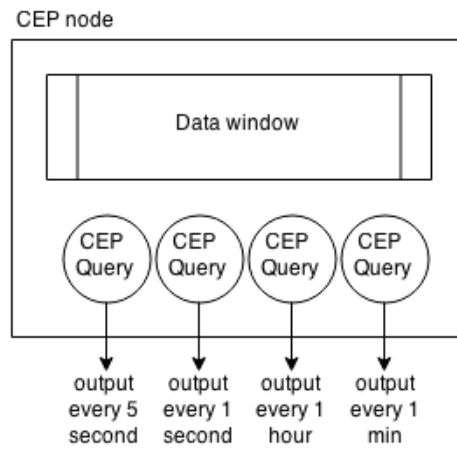 CEP node
Data window
CEP
Query
CEP
Query
CEP
Query
CEP
Query
output
every 5
second
output
every 1
second
output
every 1
hour
output
every 1
min